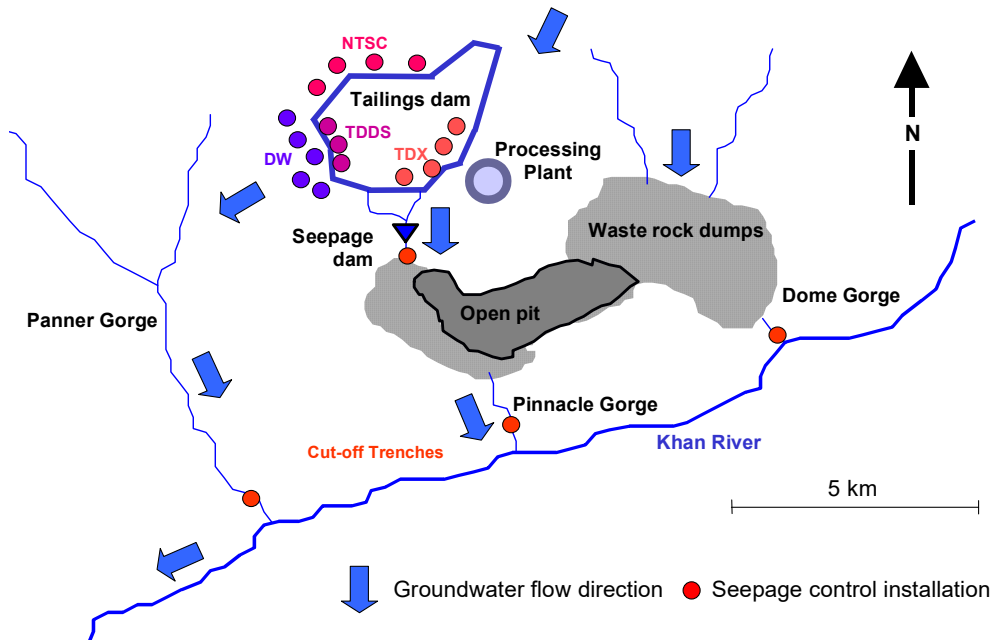 NTSC
Tailings dam
N
TDDS
Processing
Plant
DW
TDX
Waste rock dumps
Seepage
dam
Dome Gorge
Open pit
Panner Gorge
Pinnacle Gorge
Khan River
Cut-off Trenches
5 km
Groundwater flow direction
Seepage control installation